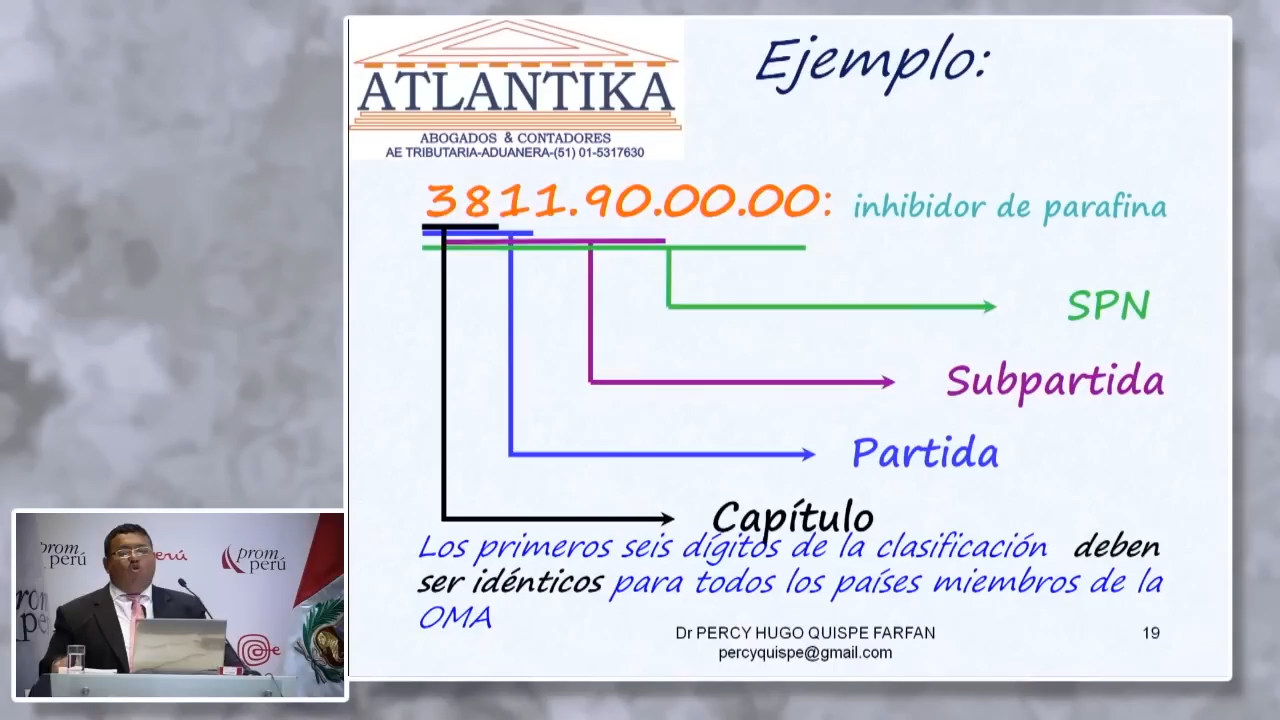 ATLANTIKA
ABOGADOS & CONTADORES
AE TRIBUTARIA-ADUANERA-(51) 01-5317630
Ejemplo:
3811.90.00.00: inhibidor de parafina
SPN
Subpartida
Partida
Capítulo
Los primeros seis dígitos de la clasificación deben
ser idénticos para todos los países miembros de la
OMA
Dr PERCY HUGO QUISPE FARFAN
percyquispe@gmail.com
19
prom
perú
prom
perú